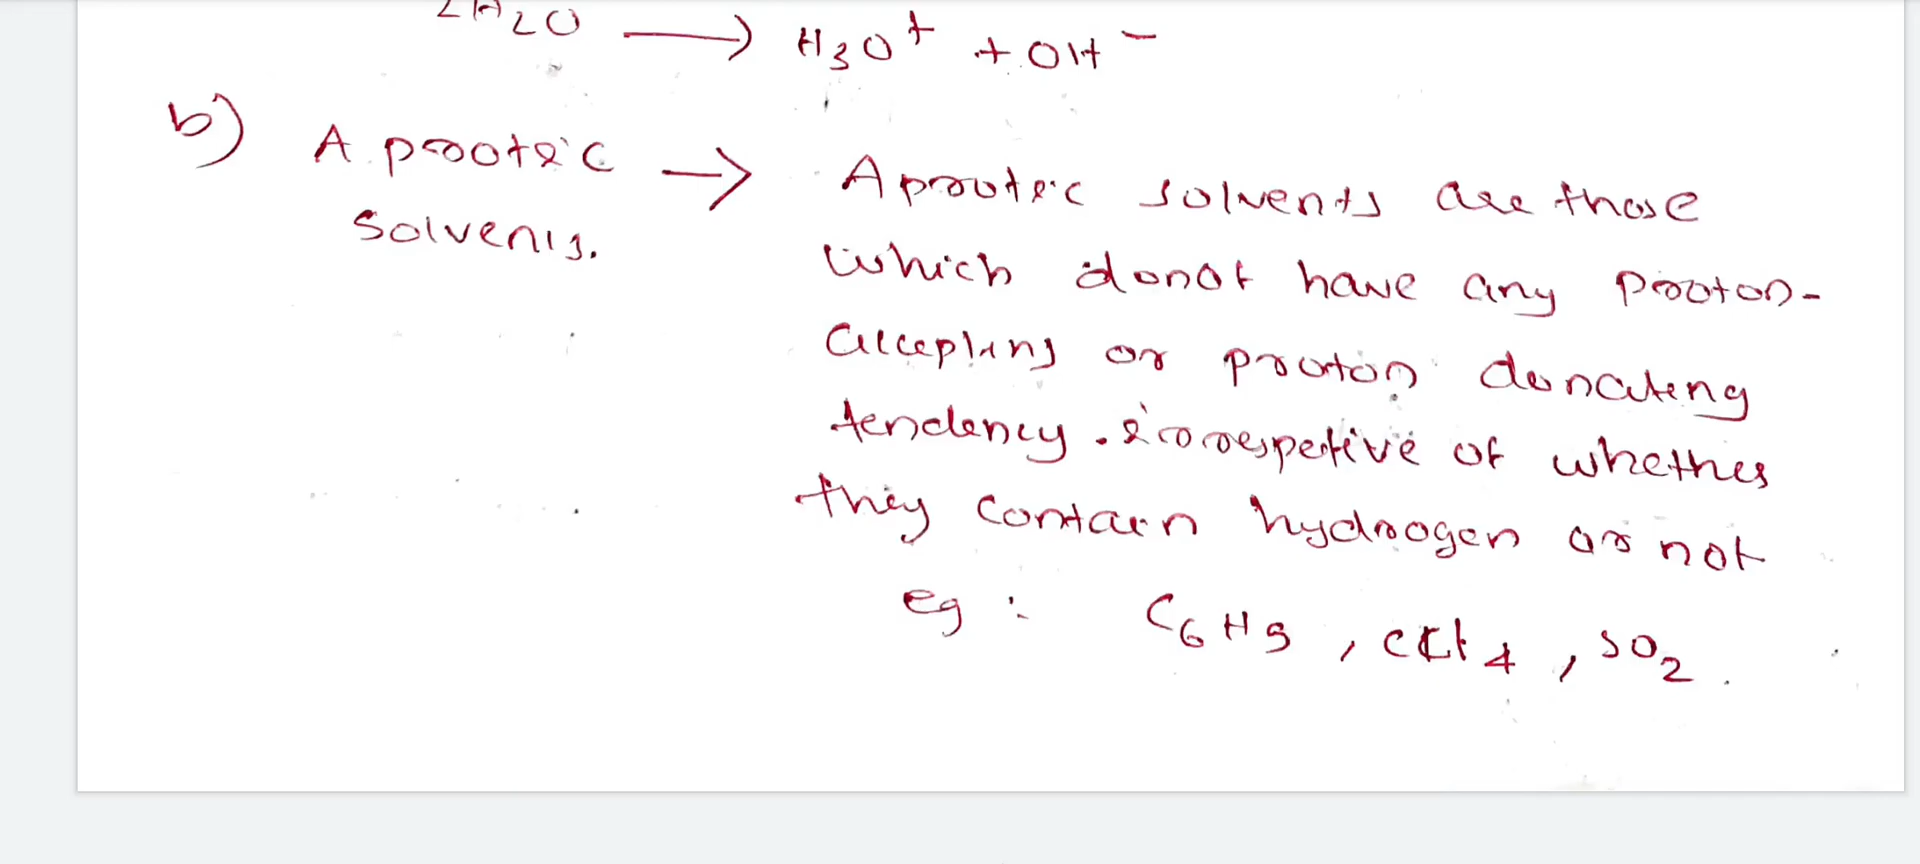 2H2O ⟶ H3O+ + OH−
b) Aprotic → Aprotic solvents are those
solvents.
which donot have any proton-
accepting or proton donating
tendency. irrespetive of whether
they contain hydrogen or not
eg : C6H5 , CCl4 , SO2.